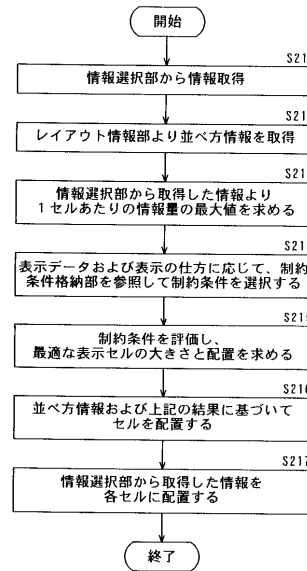 開始
S21
情報選択部から情報取得
S21
レイアウト情報部より並べ方情報を取得
S21
情報選択部から取得した情報より
1セルあたりの情報量の最大値を求める
S21
表示データおよび表示の仕方に応じて、制約
条件格納部を参照して制約条件を選択する
S215
制約条件を評価し、
最適な表示セルの大きさと配置を求める
S216
並べ方情報および上記の結果に基づいて
セルを配置する
S217
情報選択部から取得した情報を
各セルに配置する
終了